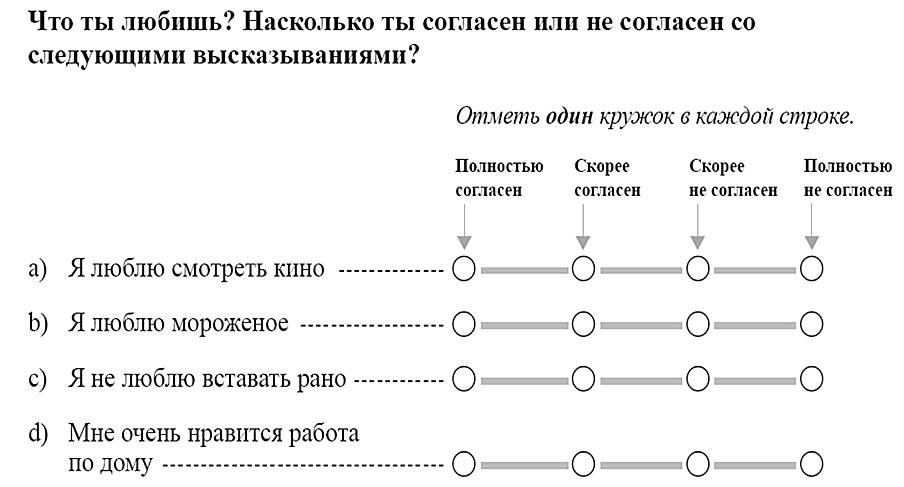 Что ты любишь? Насколько ты согласен или не согласен со
следующими высказываниями?
Отметь один кружок в каждой строке.
Полностью согласен
Скорее согласен
Скорее не согласен
Полностью не согласен
a) Я люблю смотреть кино
b) Я люблю мороженое
c) Я не люблю вставать рано
d) Мне очень нравится работа
по дому